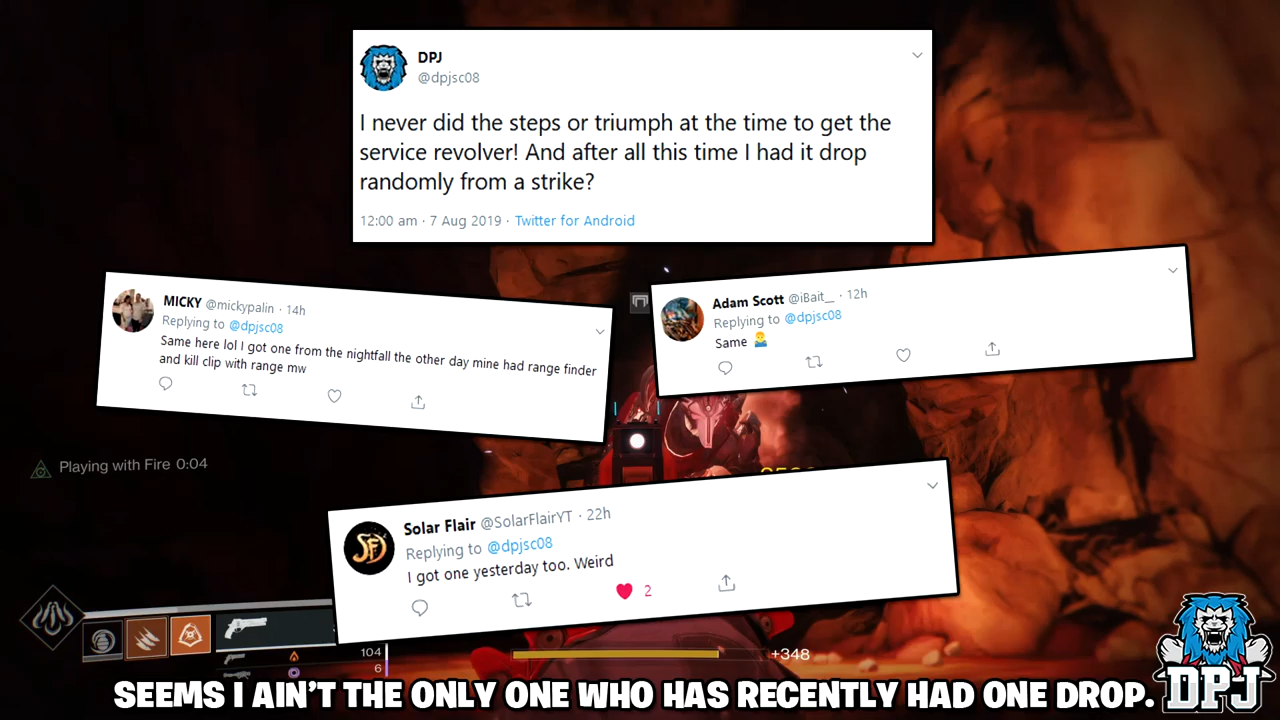 DPJ
@dpjsc08
I never did the steps or triumph at the time to get the
service revolver! And after all this time I had it drop
randomly from a strike?
12:00 am · 7 Aug 2019 · Twitter for Android
MICKY @mickypalin · 14h
Replying to @dpjsc08
Same here lol I got one from the nightfall the other day mine had range finder
and kill clip with range mw
Adam Scott @iBait__ · 12h
Replying to @dpjsc08
Same 🤷‍♂️
Playing with Fire 0:04
Solar Flair @SolarFlairYT · 22h
Replying to @dpjsc08
I got one yesterday too. Weird
2
104
6
+348
SEEMS I AIN'T THE ONLY ONE WHO HAS RECENTLY HAD ONE DROP.
DPJ